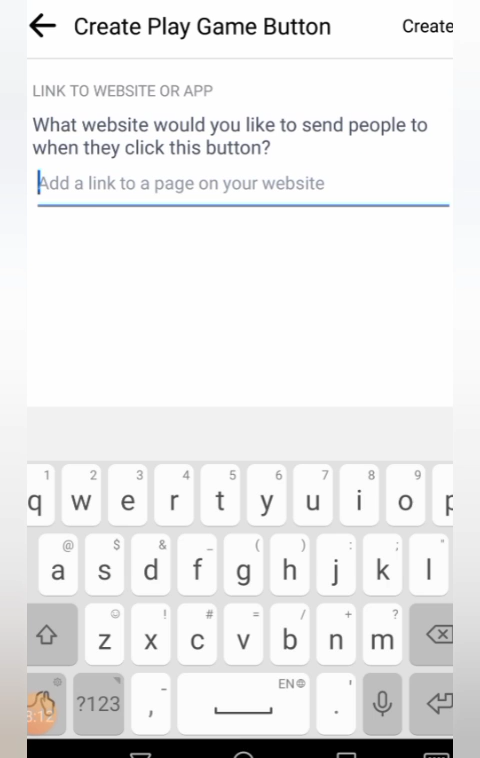 Create Play Game Button Create
LINK TO WEBSITE OR APP
What website would you like to send people to
when they click this button?
Add a link to a page on your website
1 2 3 4 5 6 7 8 9
q w e r t y u i o p
@ $ & _ ( ) : ; "
a s d f g h j k l
! # = / + ?
z x c v b n m
EN
?123 , - . '
3:12